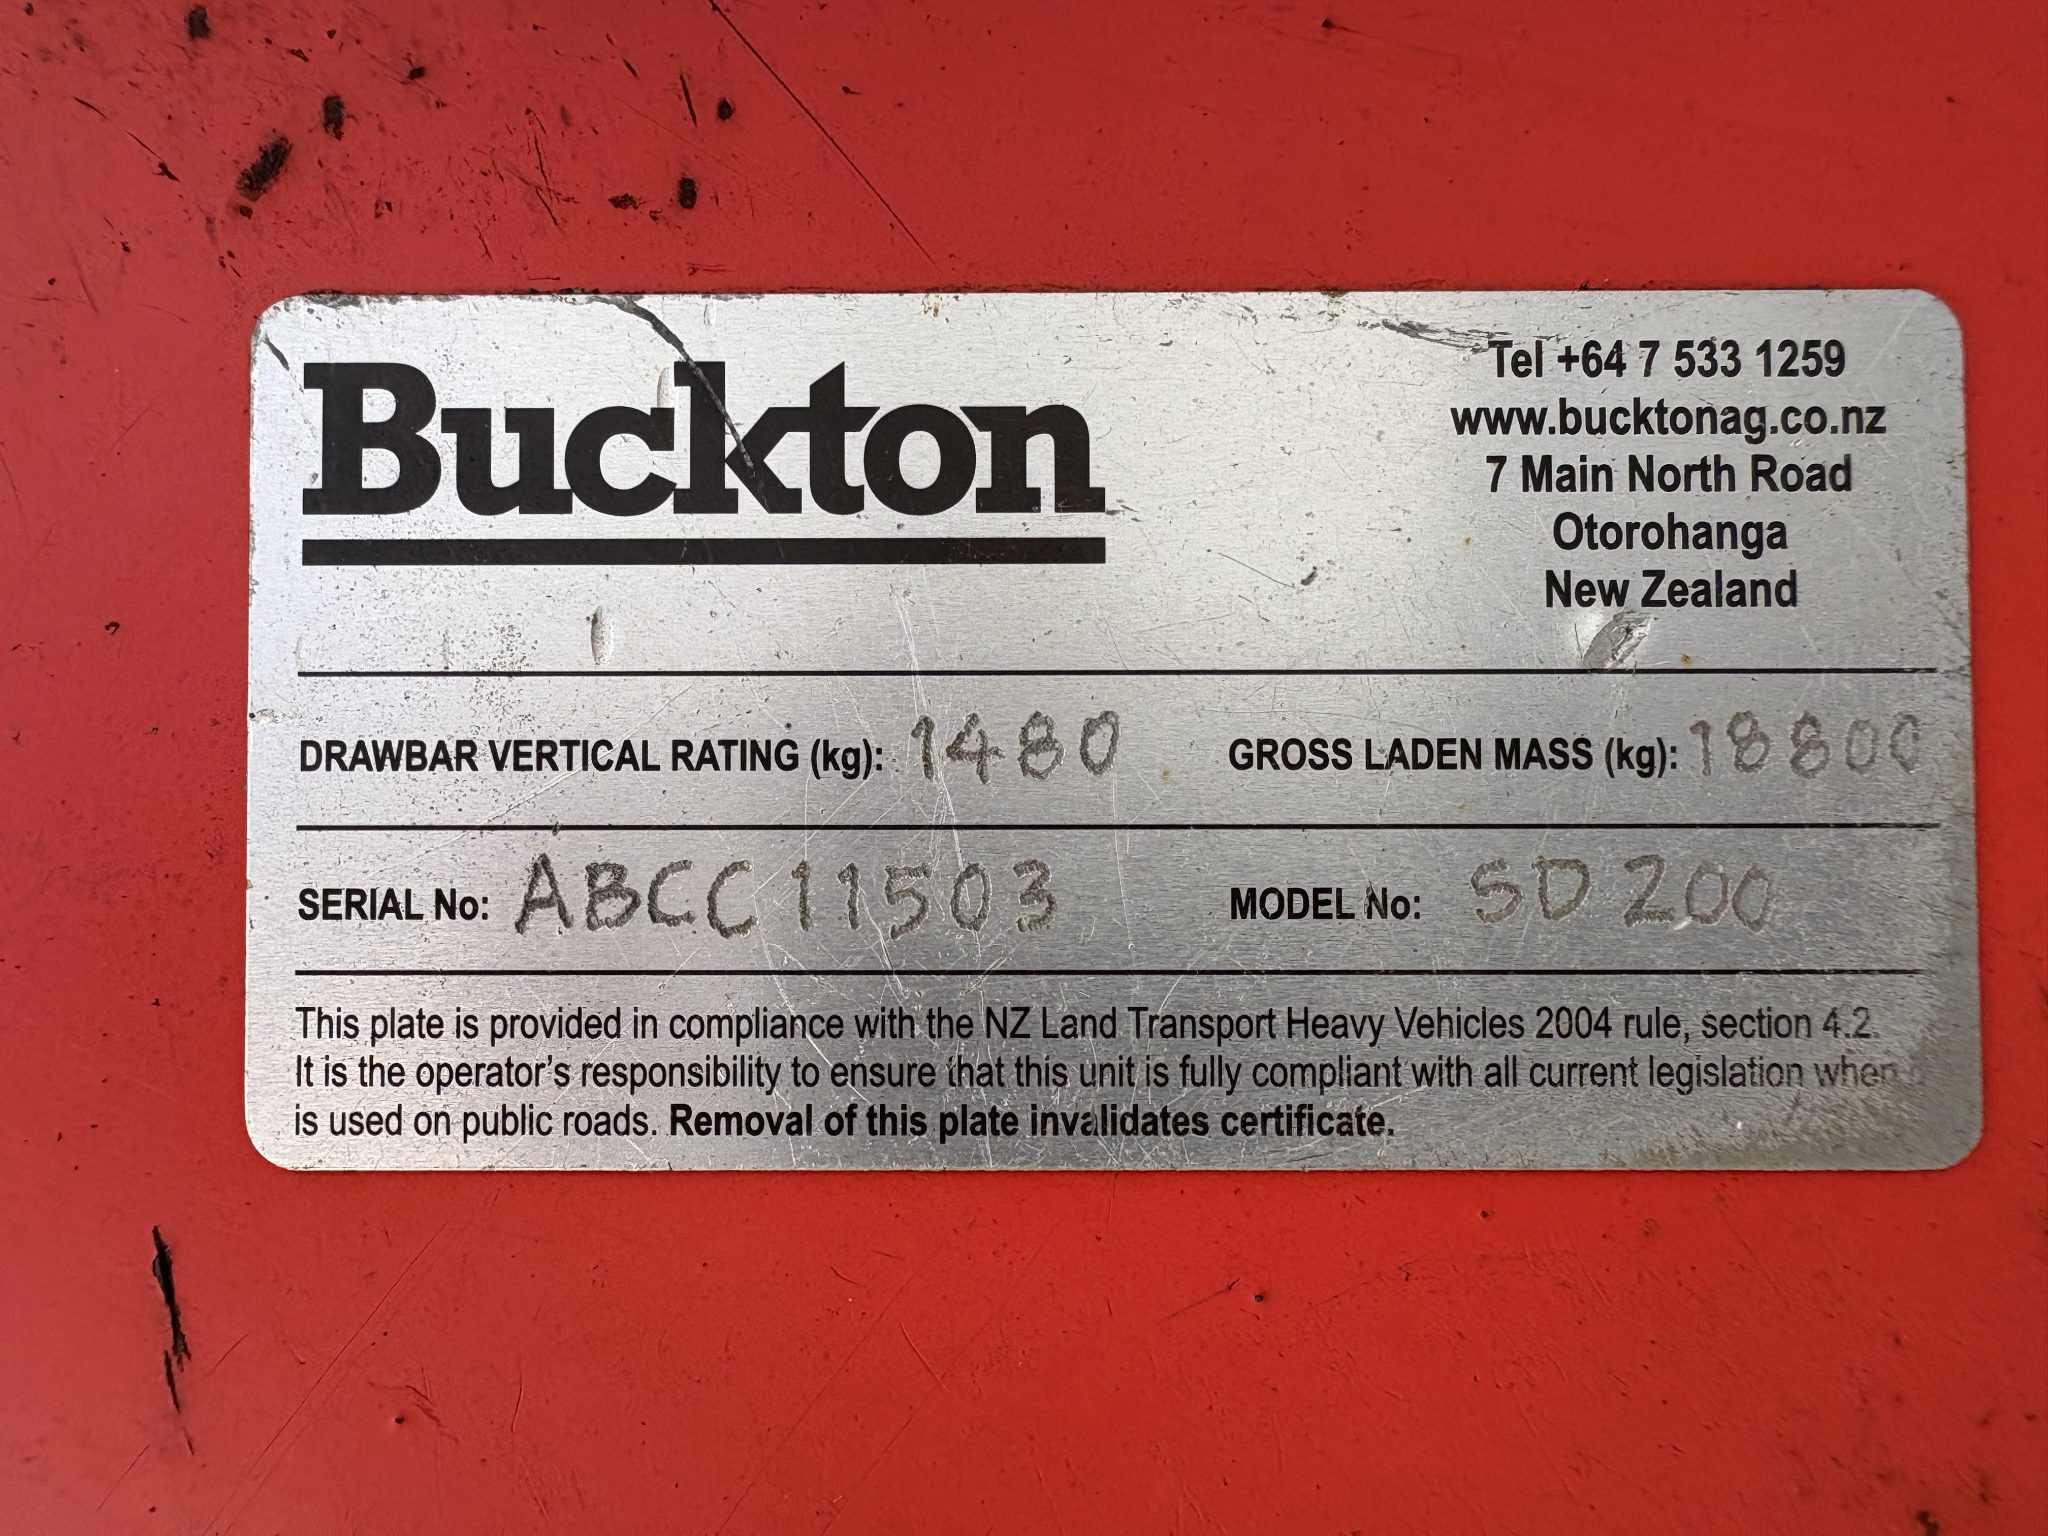 Buckton
Tel +64 7 533 1259
www.bucktonag.co.nz
7 Main North Road
Otorohanga
New Zealand
DRAWBAR VERTICAL RATING (kg): 1480 GROSS LADEN MASS (kg): 18800
SERIAL No: ABCC11503 MODEL No: SD200
This plate is provided in compliance with the NZ Land Transport Heavy Vehicles 2004 rule, section 4.2.
It is the operator's responsibility to ensure that this unit is fully compliant with all current legislation when
is used on public roads. Removal of this plate invalidates certificate.